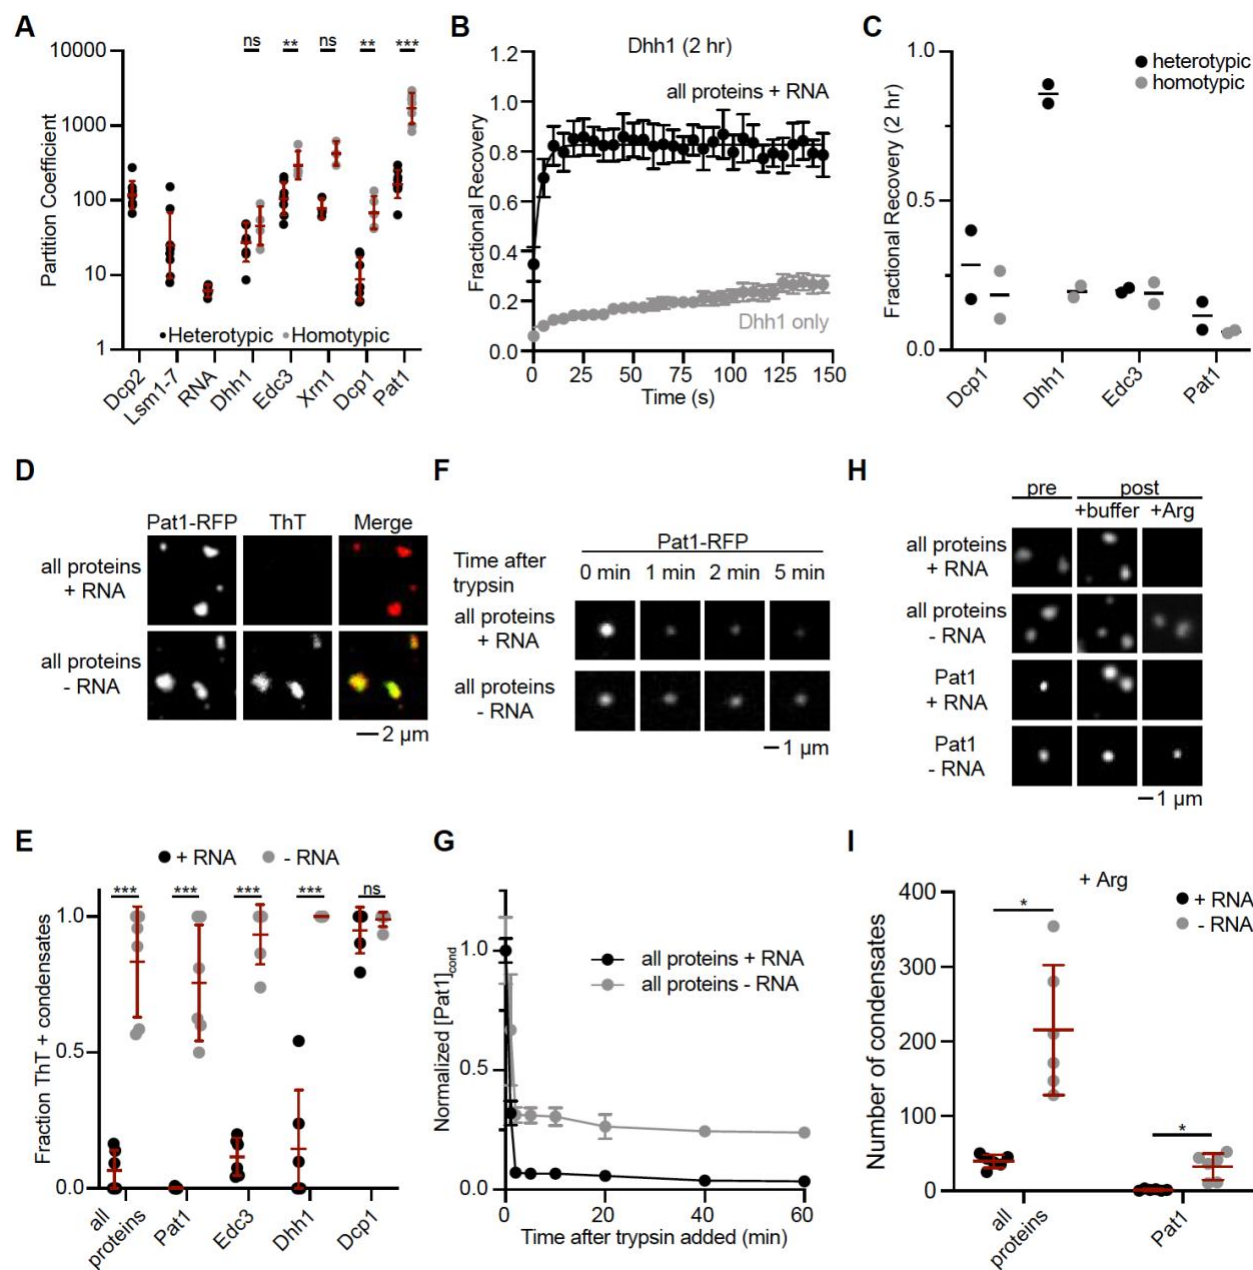 A
10000
1000
100
10
1
Partition Coefficient
ns ** ns ** ***
Heterotypic Homotypic
Dcp2 Lsm1-7 RNA Dhh1 Edc3 Xrn1 Dcp1 Pat1
B
Dhh1 (2 hr)
1.2
1.0
0.8
0.6
0.4
0.2
0.0
Fractional Recovery
all proteins + RNA
Dhh1 only
0 25 50 75 100 125 150
Time (s)
C
1.0
0.5
0.0
Fractional Recovery (2 hr)
heterotypic
homotypic
Dcp1 Dhh1 Edc3 Pat1
D
Pat1-RFP ThT Merge
all proteins
+ RNA
all proteins
- RNA
2 µm
F
Pat1-RFP
Time after
trypsin
0 min 1 min 2 min 5 min
all proteins
+ RNA
all proteins
- RNA
1 µm
H
pre post
+buffer +Arg
all proteins
+ RNA
all proteins
- RNA
Pat1
+ RNA
Pat1
- RNA
1 µm
E
+ RNA - RNA
*** *** *** *** ns
1.0
0.5
0.0
Fraction ThT + condensates
all
proteins
Pat1 Edc3 Dhh1 Dcp1
G
1.0
0.5
0.0
Normalized [Pat1]cond
all proteins + RNA
all proteins - RNA
0 20 40 60
Time after trypsin added (min)
I
+ Arg
+ RNA
- RNA
400
300
200
100
0
Number of condensates
* *
all
proteins
Pat1